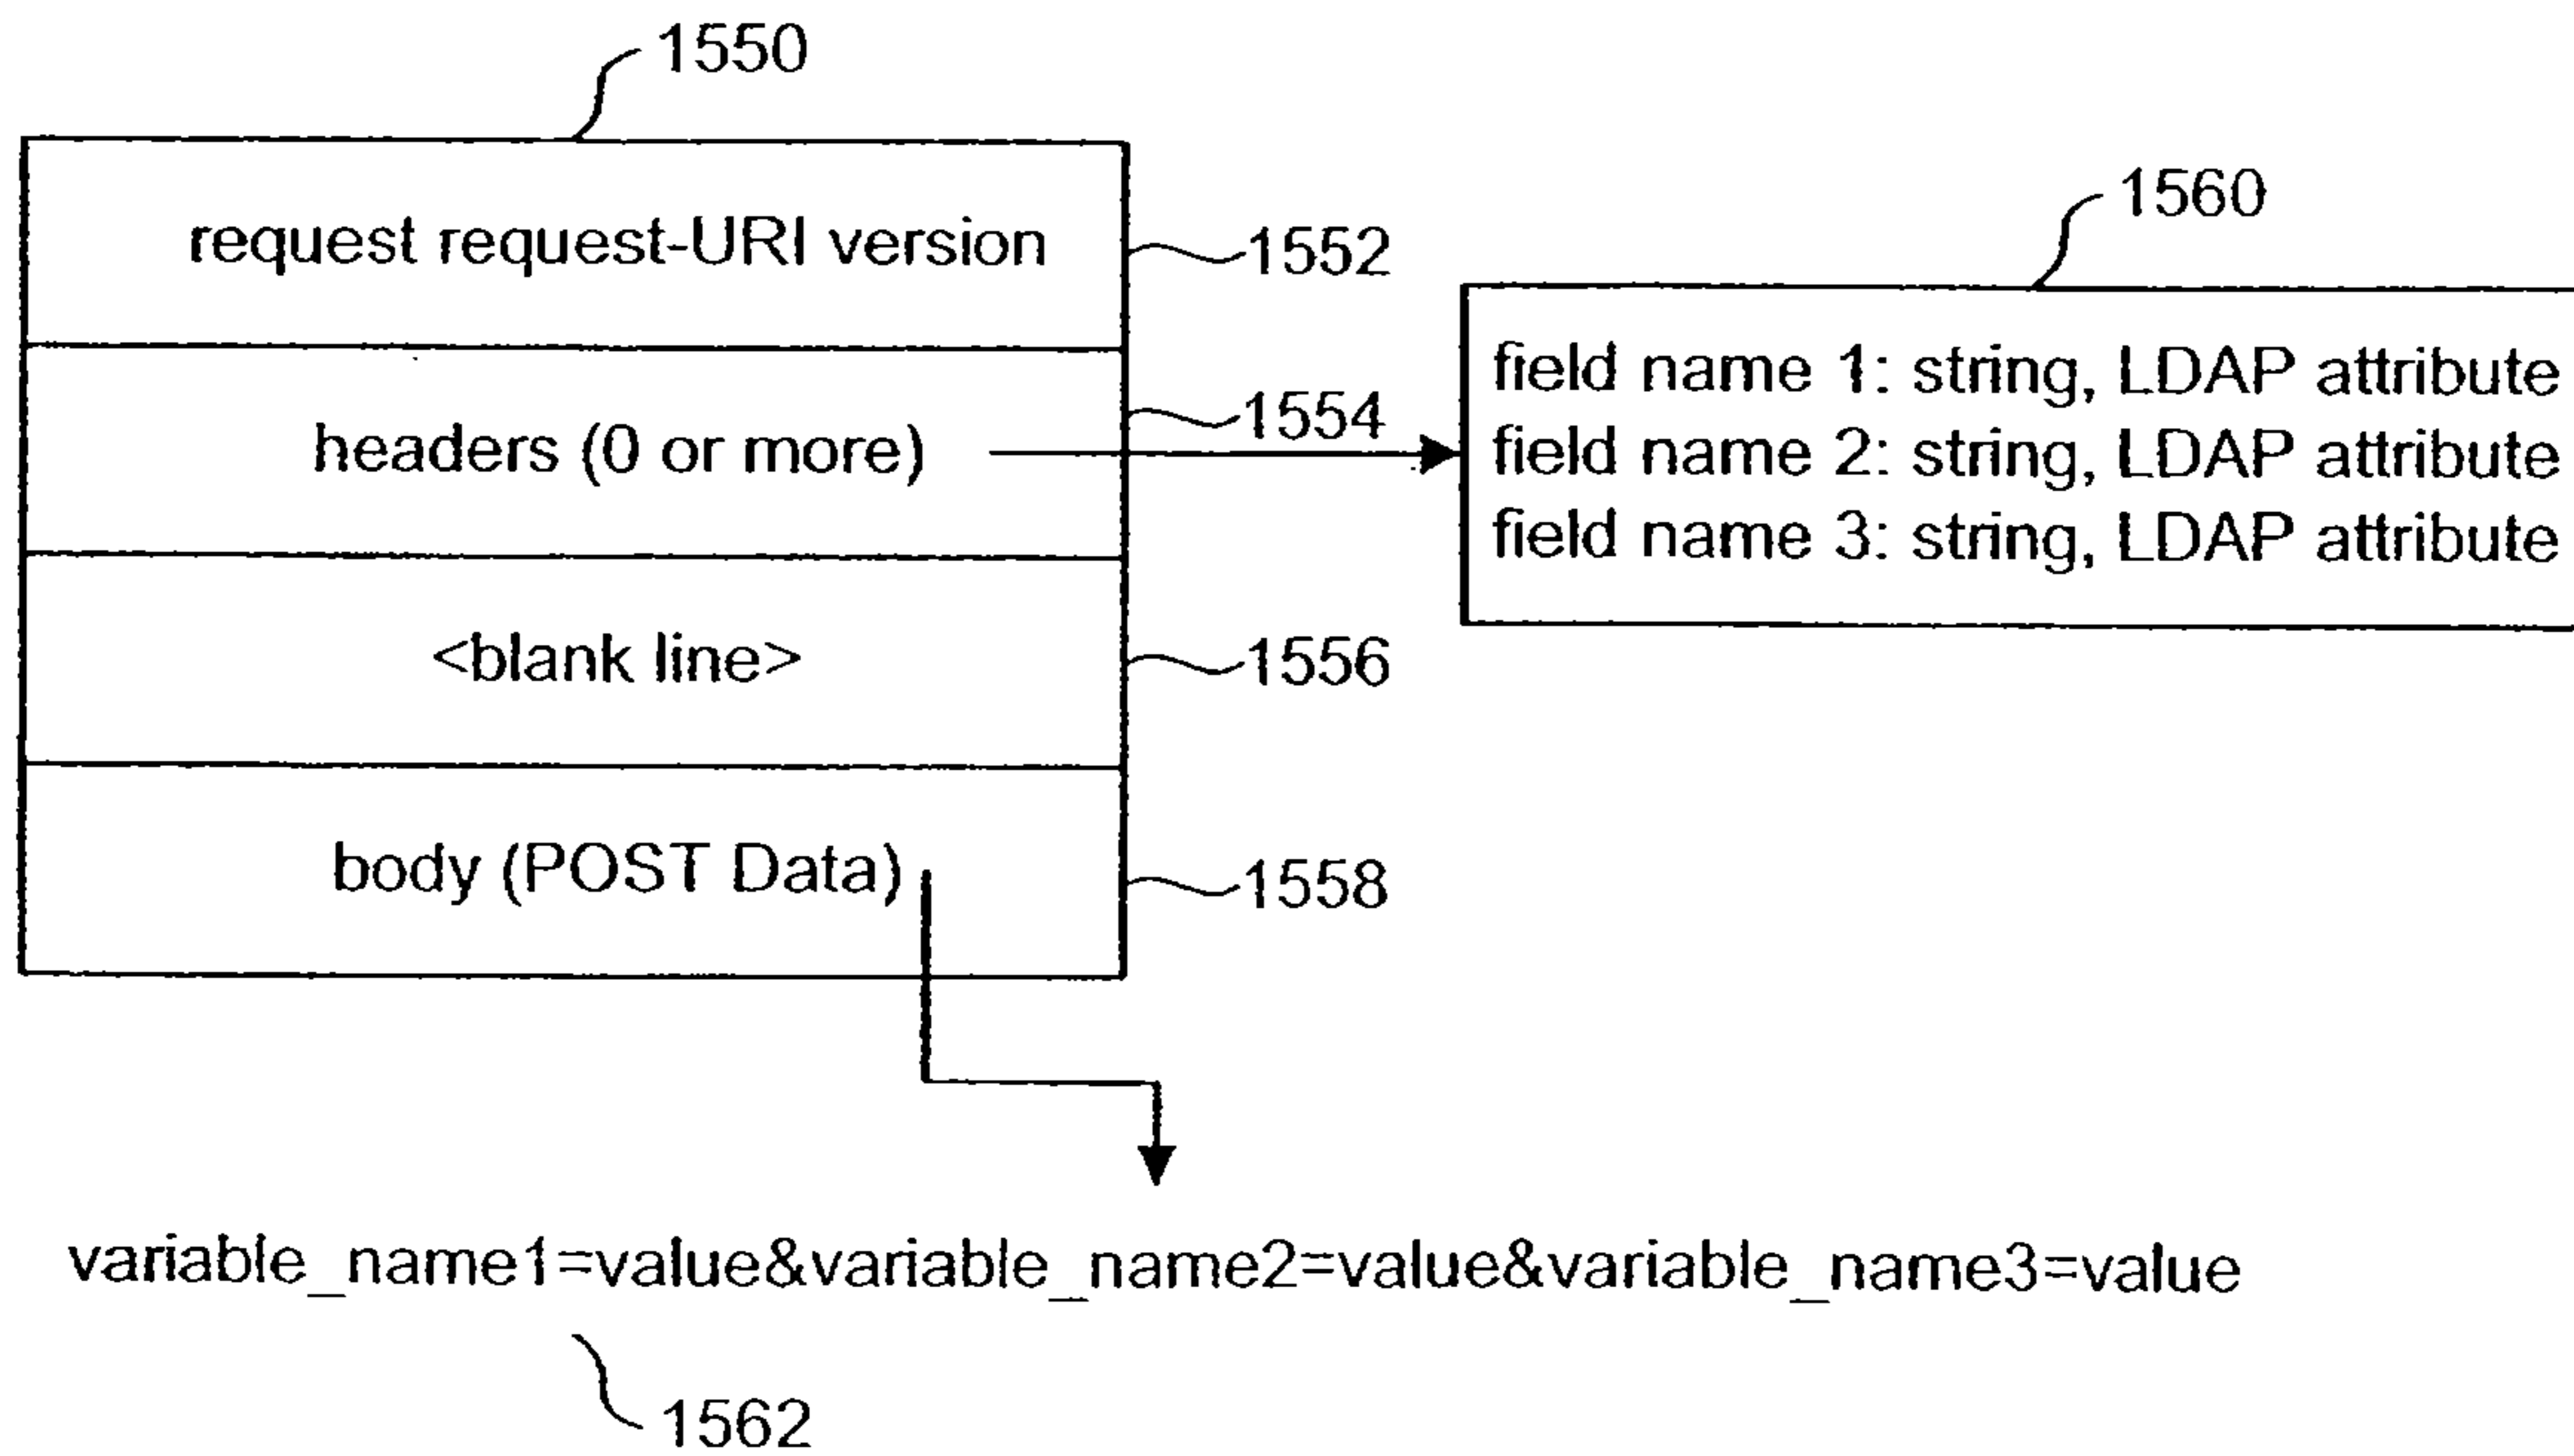 1550
request request-URI version
1552
1560
headers (0 or more)
1554
field name 1: string, LDAP attribute
field name 2: string, LDAP attribute
field name 3: string, LDAP attribute
<blank line>
1556
body (POST Data)
1558
variable_name1=value&variable_name2=value&variable_name3=value
1562